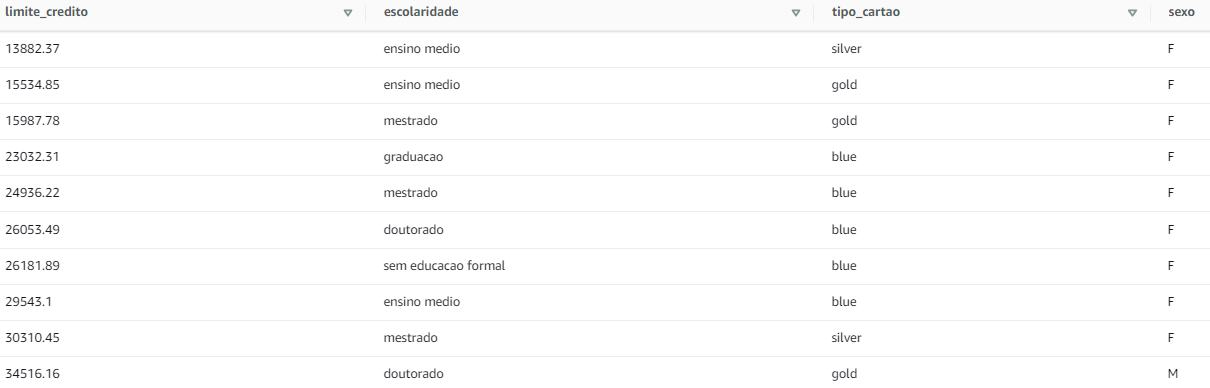 limite_credito escolaridade tipo_cartao sexo
13882.37 ensino medio silver F
15534.85 ensino medio gold F
15987.78 mestrado gold F
23032.31 graduacao blue F
24936.22 mestrado blue F
26053.49 doutorado blue F
26181.89 sem educacao formal blue F
29543.1 ensino medio blue F
30310.45 mestrado silver F
34516.16 doutorado gold M